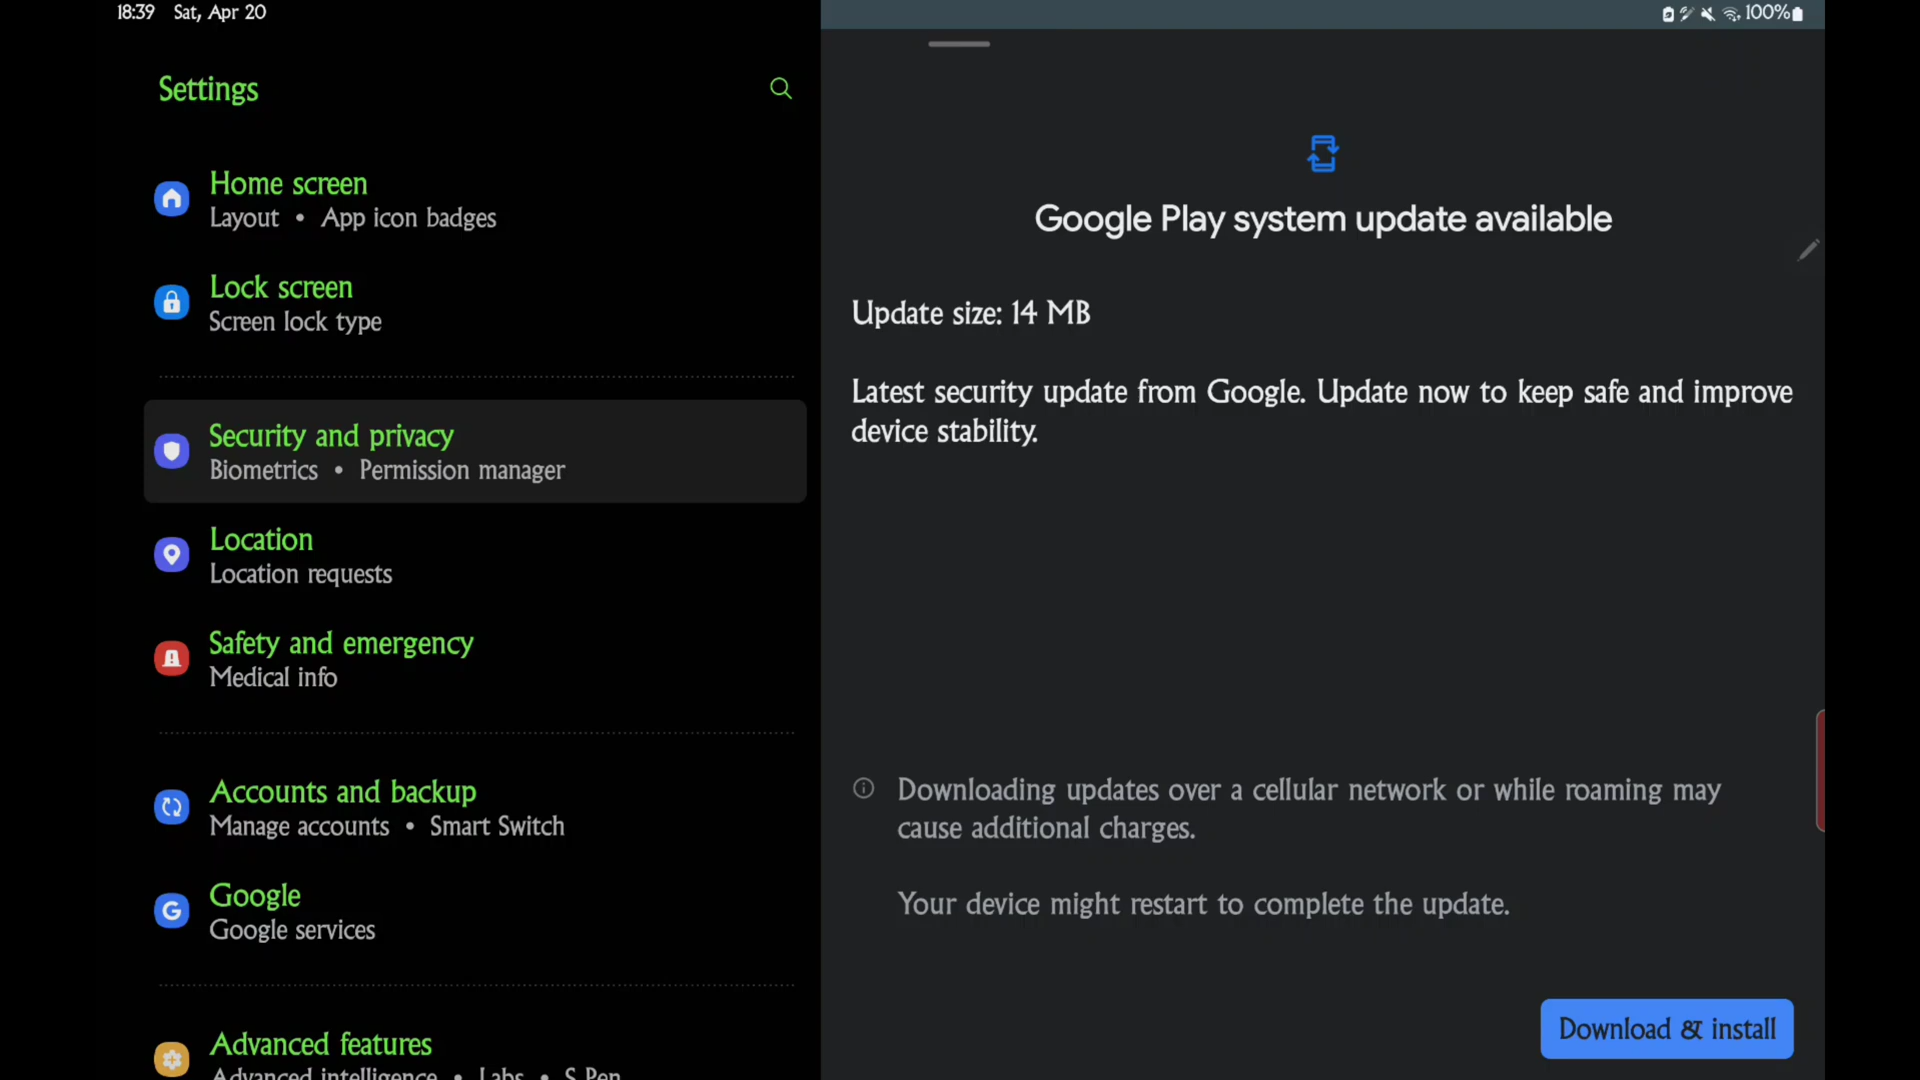 18:39 Sat, Apr 20
100%
Settings
Home screen
Layout • App icon badges
Lock screen
Screen lock type
Security and privacy
Biometrics • Permission manager
Location
Location requests
Safety and emergency
Medical info
Accounts and backup
Manage accounts • Smart Switch
Google
Google services
Advanced features
Advanced intelligence • Labs • S Pen
Google Play system update available
Update size: 14 MB
Latest security update from Google. Update now to keep safe and improve
device stability.
Downloading updates over a cellular network or while roaming may
cause additional charges.
Your device might restart to complete the update.
Download & install